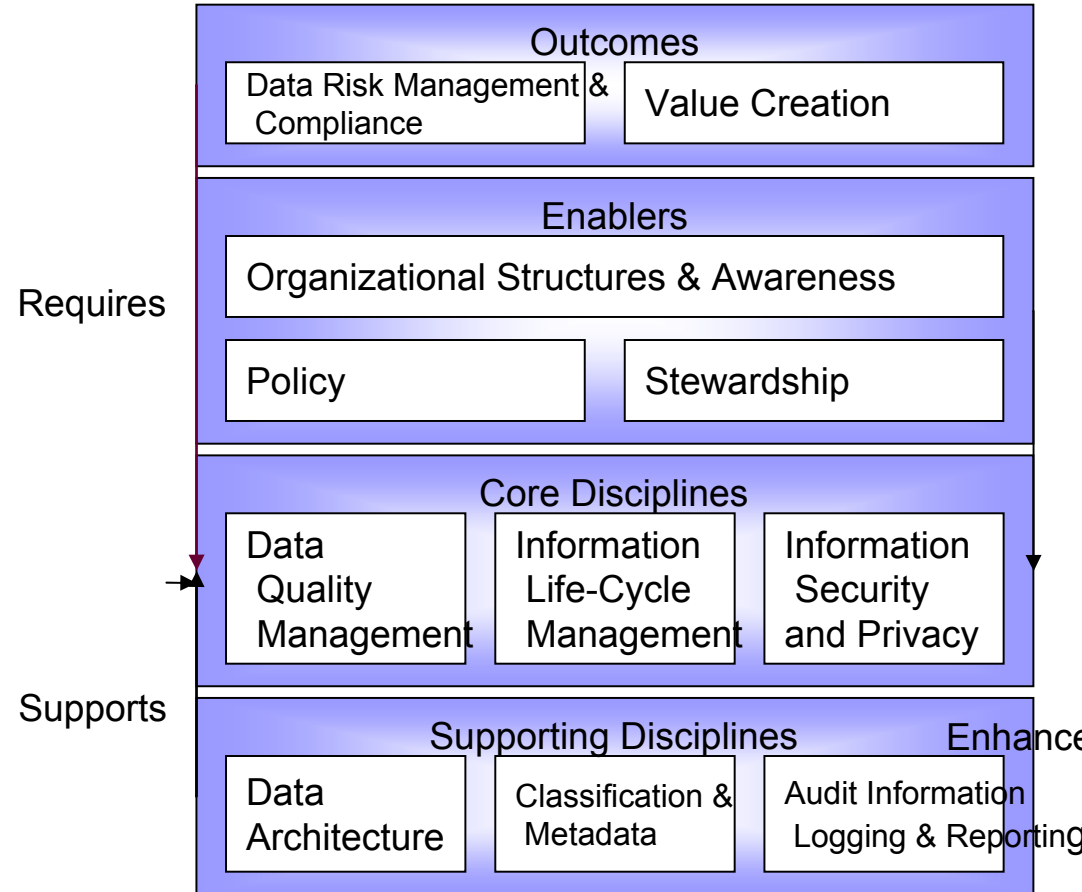 Outcomes
Data Risk Management &
Compliance
Value Creation
Enablers
Organizational Structures & Awareness
Requires
Policy
Stewardship
Core Disciplines
Data
Quality
Management
Information
Life-Cycle
Management
Information
Security
and Privacy
Supports
Supporting Disciplines
Enhance
Data
Architecture
Classification &
Metadata
Audit Information
Logging & Reporting